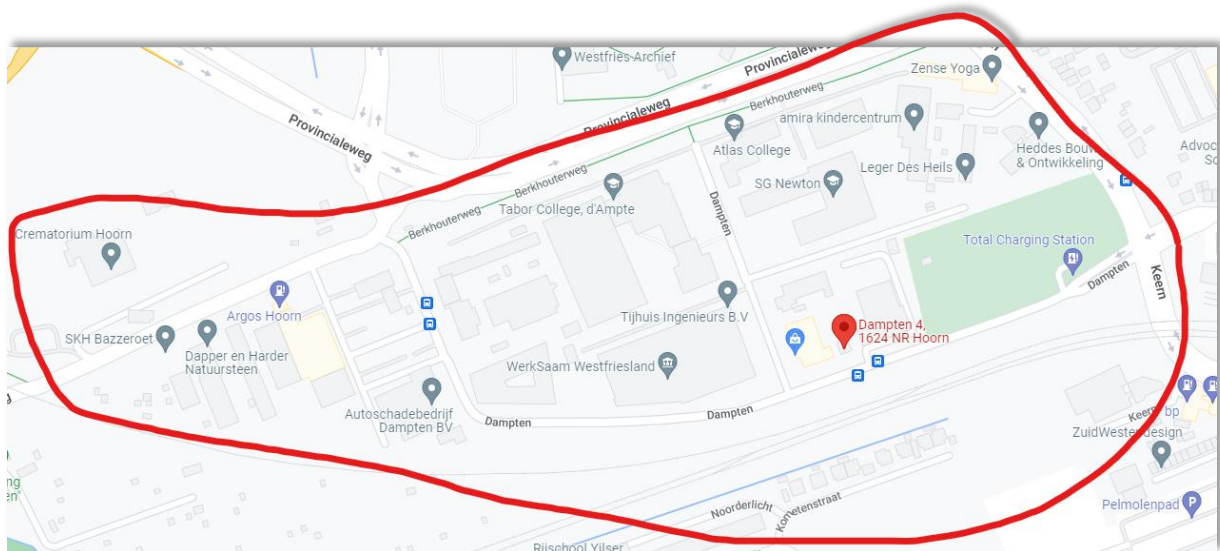 Westfries-Archief
Provincialeweg
Zense Yoga
Provincialeweg
Provincialeweg
Berkhouterweg
amira kindercentrum
Atlas College
Heddes Bouw
& Ontwikkeling
Advoc
Leger Des Heils
SG Newton
Berkhouterweg
Tabor College, d'Ampte
Dampten
Berkhouterweg
Crematorium Hoorn
Total Charging Station
Dampten
Keern
Argos Hoorn
Tijhuis Ingenieurs B.V
Dampten 4,
1624 NR Hoorn
SKH Bazzeroet
Dapper en Harder
Natuursteen
WerkSaam Westfriesland
Autoschadebedrijf
Dampten BV
Dampten
Dampten
Keern
bp
ZuidWestendesign
Noorderlicht
Kometenstraat
Pelmolenpad
P
Rijschool Yilser